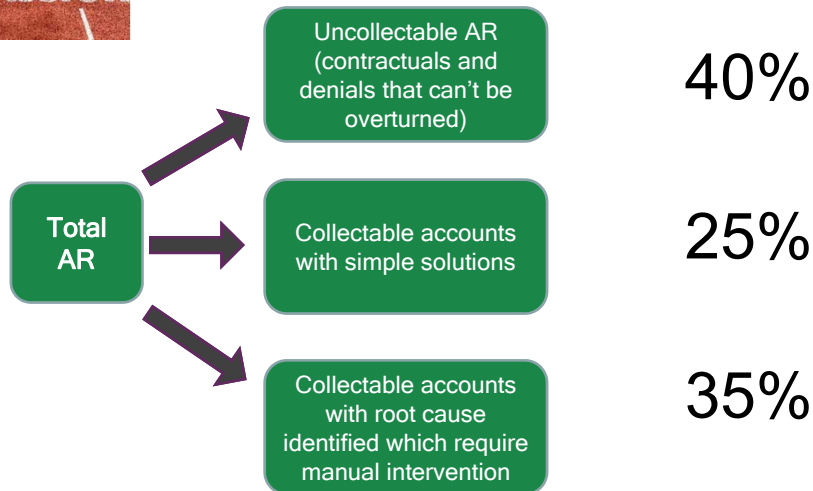 Uncollectable AR
(contractuals and
denials that can't be
overturned)
40%
Total
AR
Collectable accounts
with simple solutions
25%
Collectable accounts
with root cause
identified which require
manual intervention
35%